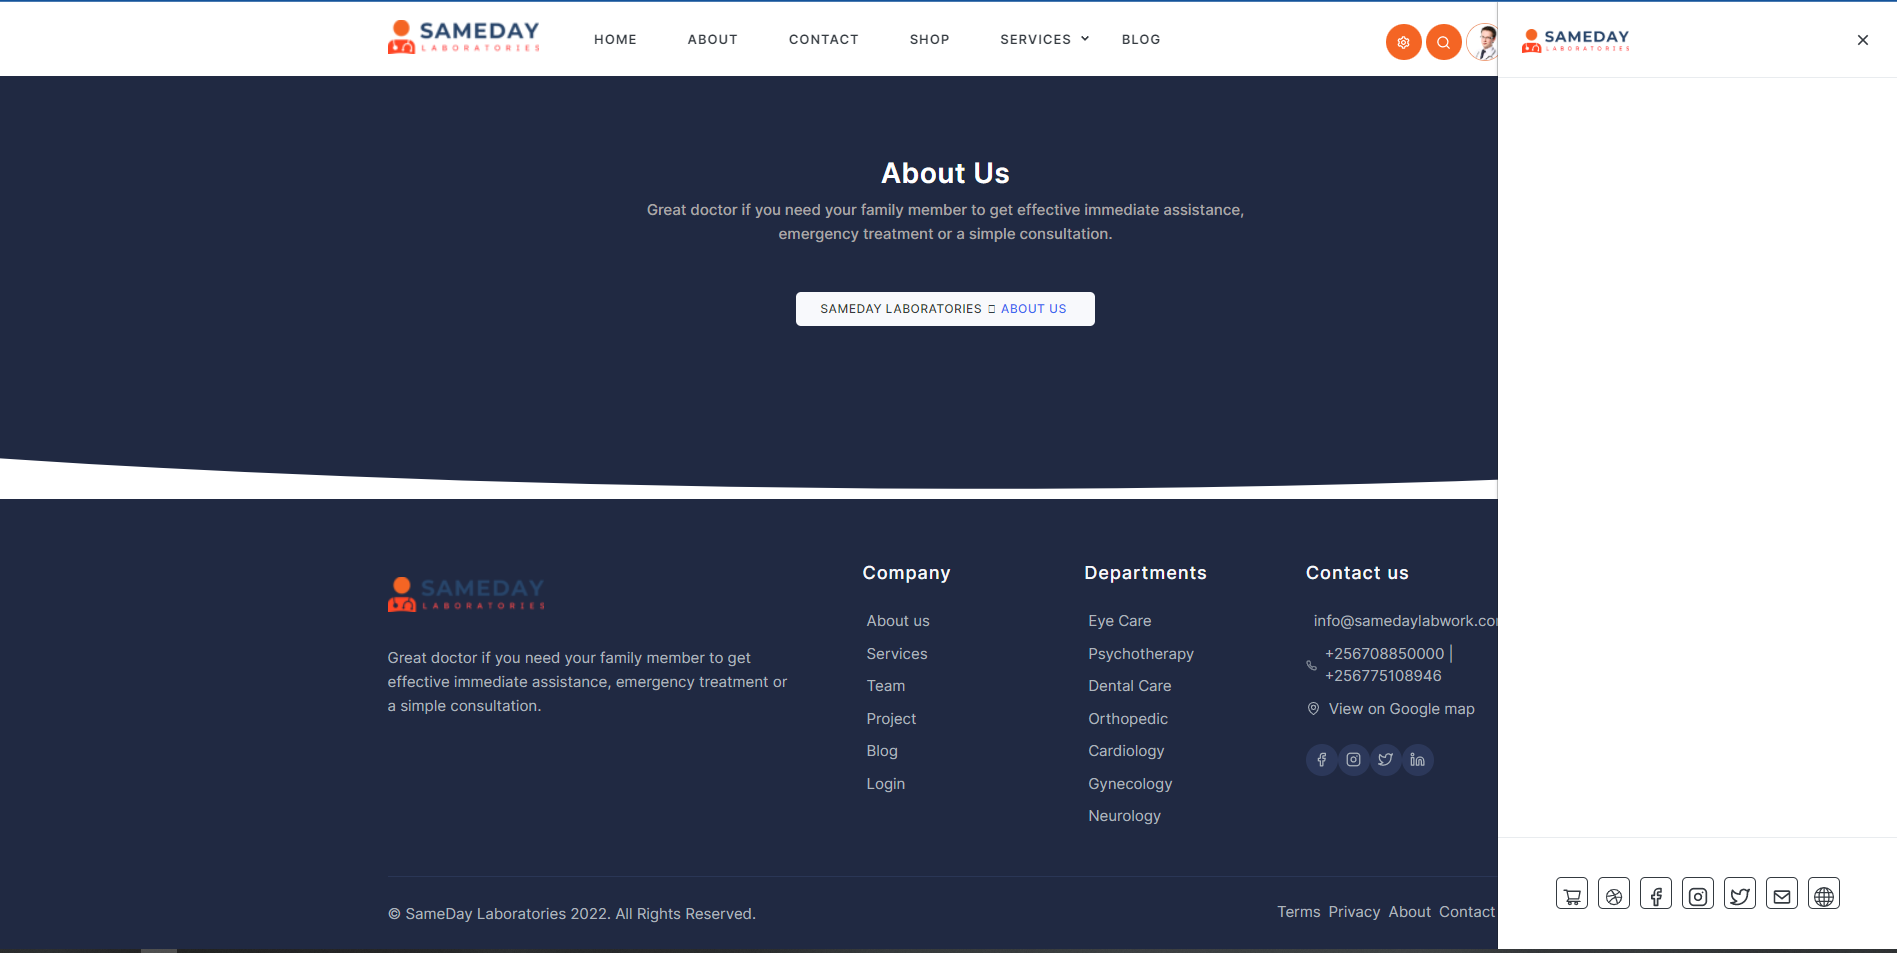 SAMEDAY
LABORATORIES
HOME
ABOUT
CONTACT
SHOP
SERVICES
BLOG
SAMEDAY
LABORATORIES
About Us
Great doctor if you need your family member to get effective immediate assistance,
emergency treatment or a simple consultation.
SAMEDAY LABORATORIES ABOUT US
SAMEDAY
LABORATORIES
Great doctor if you need your family member to get
effective immediate assistance, emergency treatment or
a simple consultation.
Company
About us
Services
Team
Project
Blog
Login
Departments
Eye Care
Psychotherapy
Dental Care
Orthopedic
Cardiology
Gynecology
Neurology
Contact us
info@samedaylabwork.co
+256708850000 |
+256775108946
View on Google map
© SameDay Laboratories 2022. All Rights Reserved.
Terms Privacy About Contact